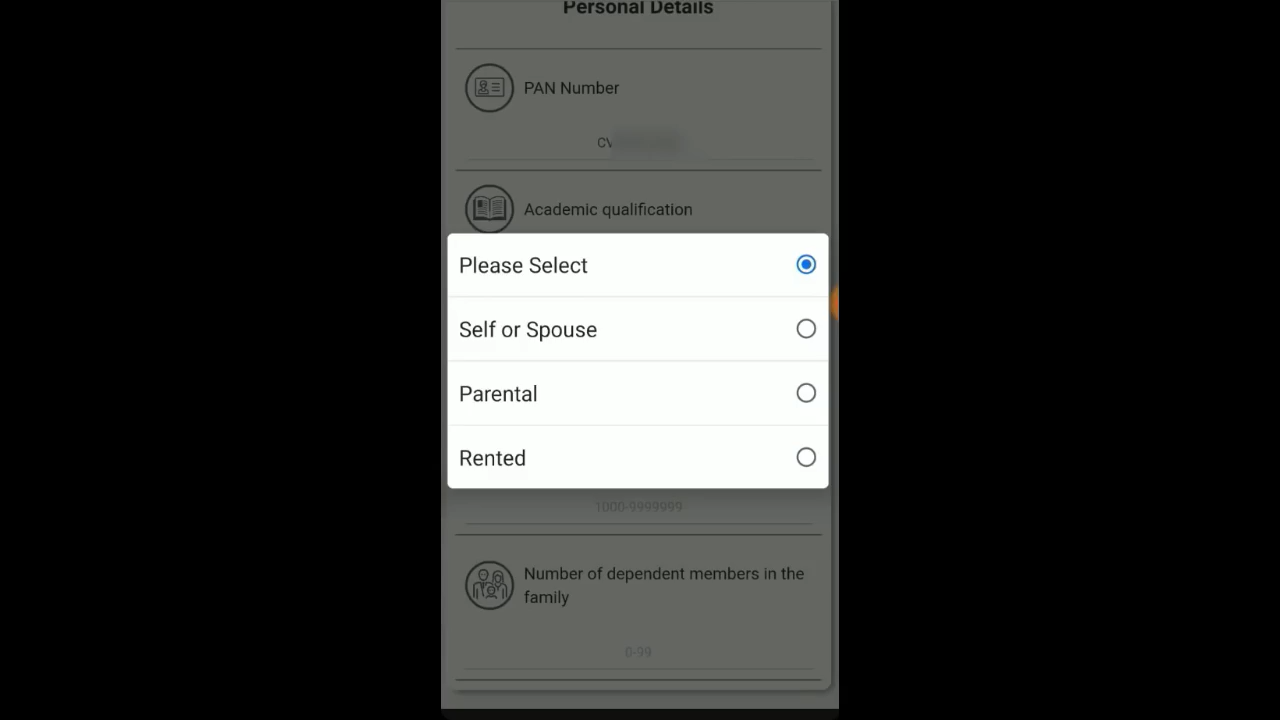 Personal Details
PAN Number
CV
Academic qualification
Please Select
Self or Spouse
Parental
Rented
1000-9999999
Number of dependent members in the
family
0-99